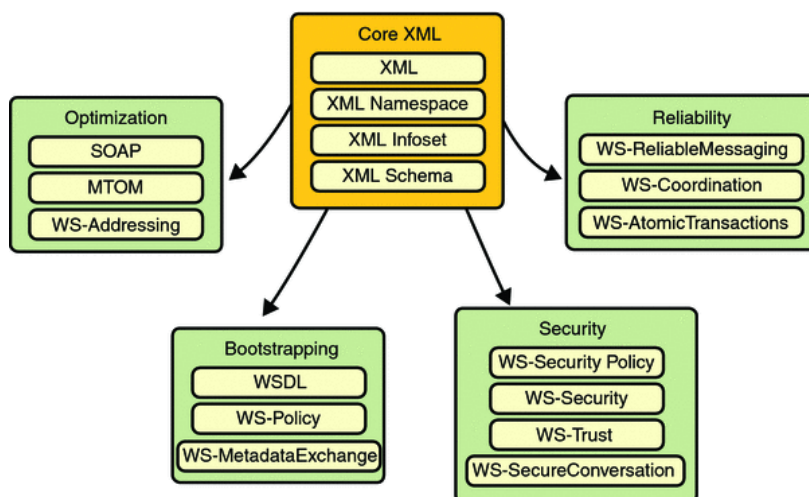 Core XML
XML
XML Namespace
XML Infoset
XML Schema
Optimization
SOAP
MTOM
WS-Addressing
Reliability
WS-ReliableMessaging
WS-Coordination
WS-AtomicTransactions
Bootstrapping
WSDL
WS-Policy
WS-MetadataExchange
Security
WS-Security Policy
WS-Security
WS-Trust
WS-SecureConversation